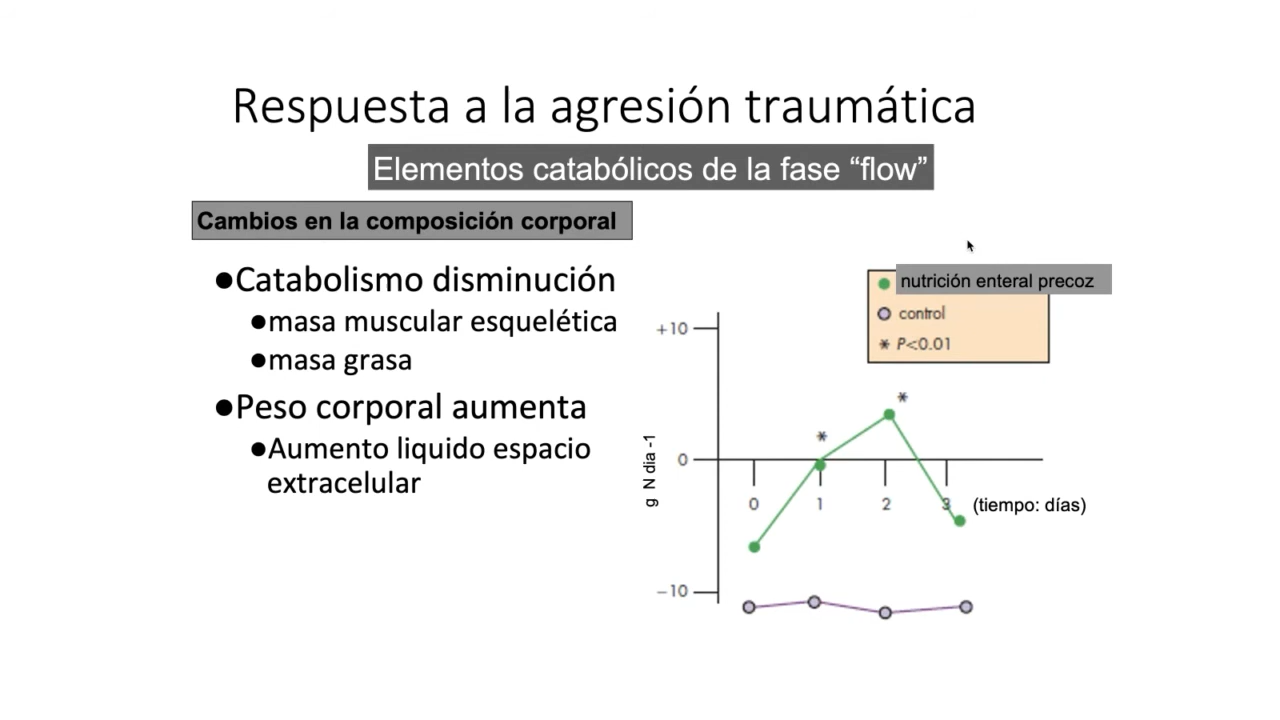 Respuesta a la agresión traumática
Elementos catabólicos de la fase “flow”
Cambios en la composición corporal
●Catabolismo disminución
●masa muscular esquelética
●masa grasa
●Peso corporal aumenta
●Aumento liquido espacio
extracelular
nutrición enteral precoz
control
* P<0.01
+10
*
*
g N dia -1
0
0 1 2 3 (tiempo: días)
−10